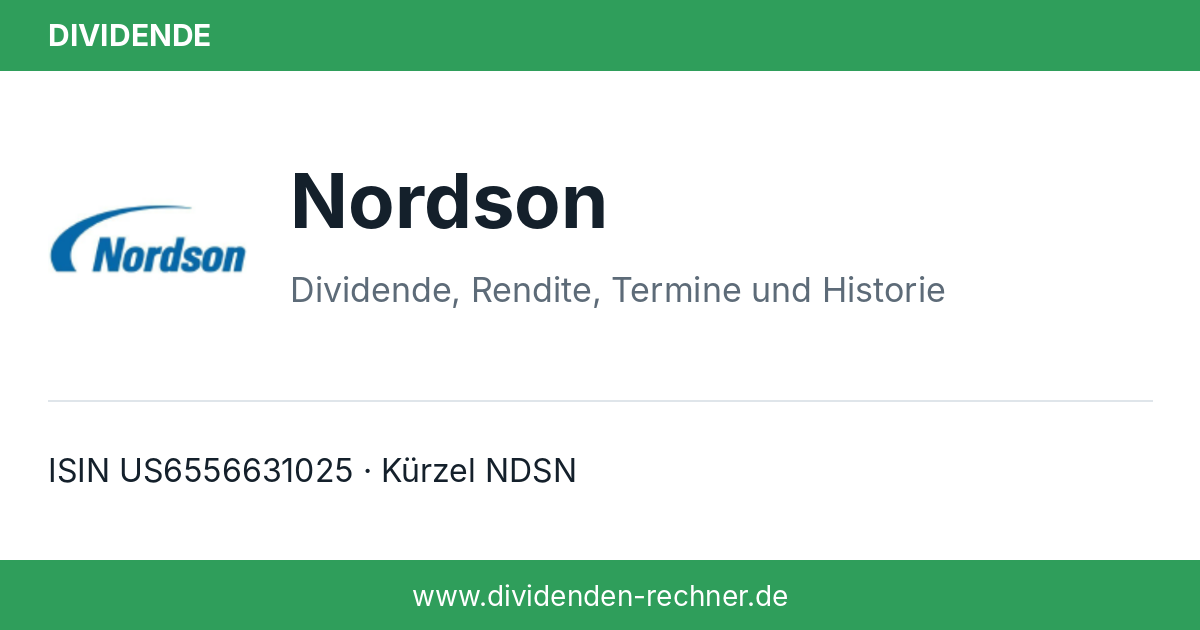 DIVIDENDE
Nordson
Nordson
Dividende, Rendite, Termine und Historie
ISIN US6556631025 · Kürzel NDSN
www.dividenden-rechner.de